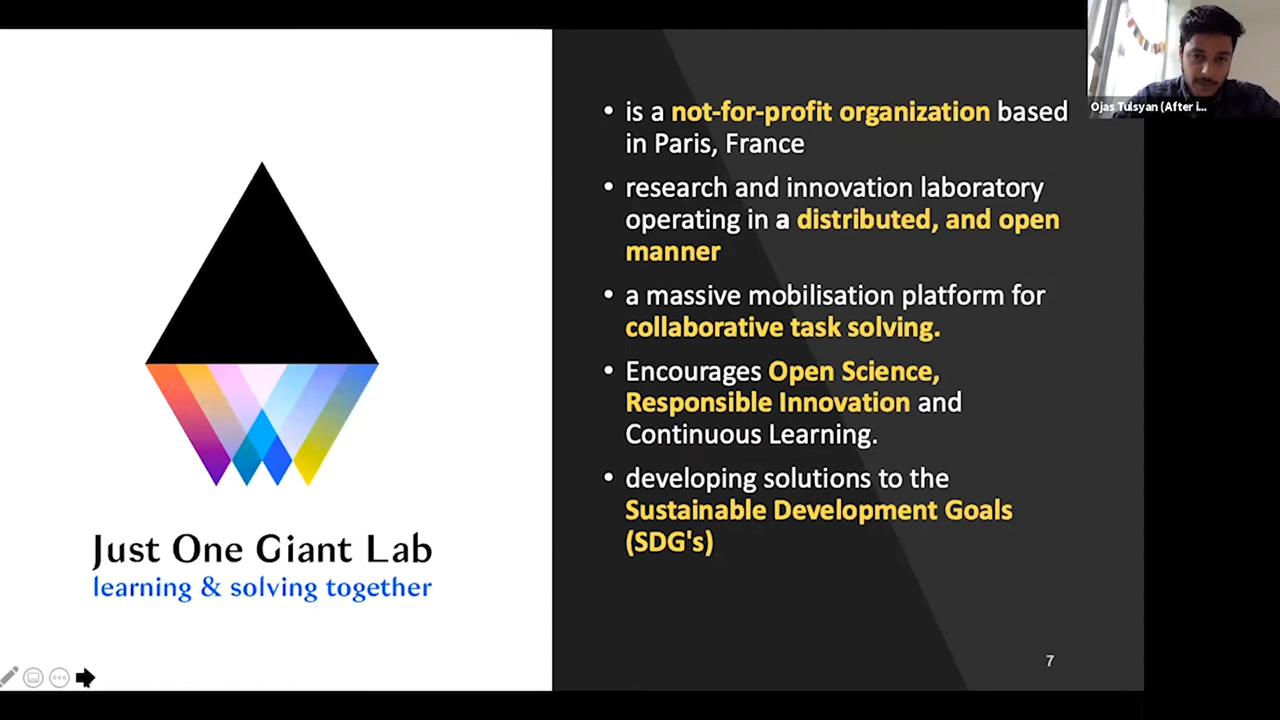 Ojas Tulsyan (After i...
• is a not-for-profit organization based
in Paris, France
• research and innovation laboratory
operating in a distributed, and open
manner
• a massive mobilisation platform for
collaborative task solving.
• Encourages Open Science,
Responsible Innovation and
Continuous Learning.
• developing solutions to the
Sustainable Development Goals
(SDG's)
Just One Giant Lab
learning & solving together
7